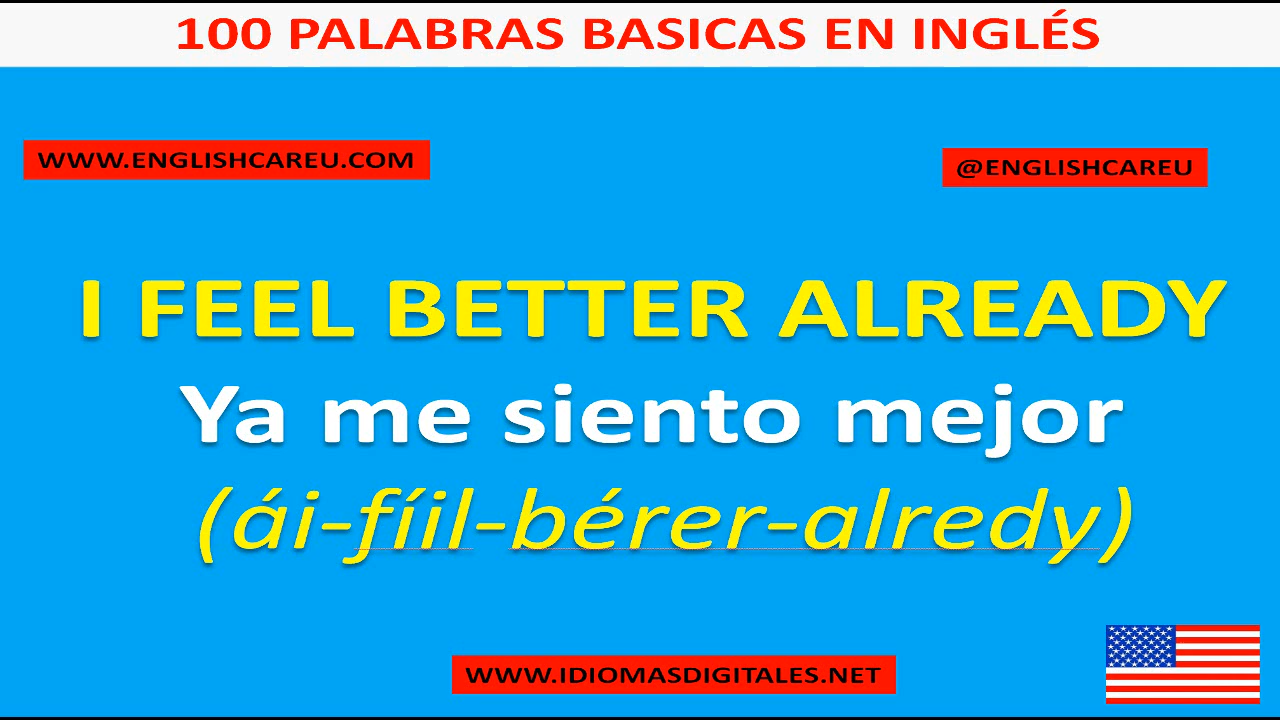 100 PALABRAS BASICAS EN INGLÉS
WWW.ENGLISHCAREU.COM
@ENGLISHCAREU
I FEEL BETTER ALREADY
Ya me siento mejor
(ái-fíil-bérer-alredy)
WWW.IDIOMASDIGITALES.NET